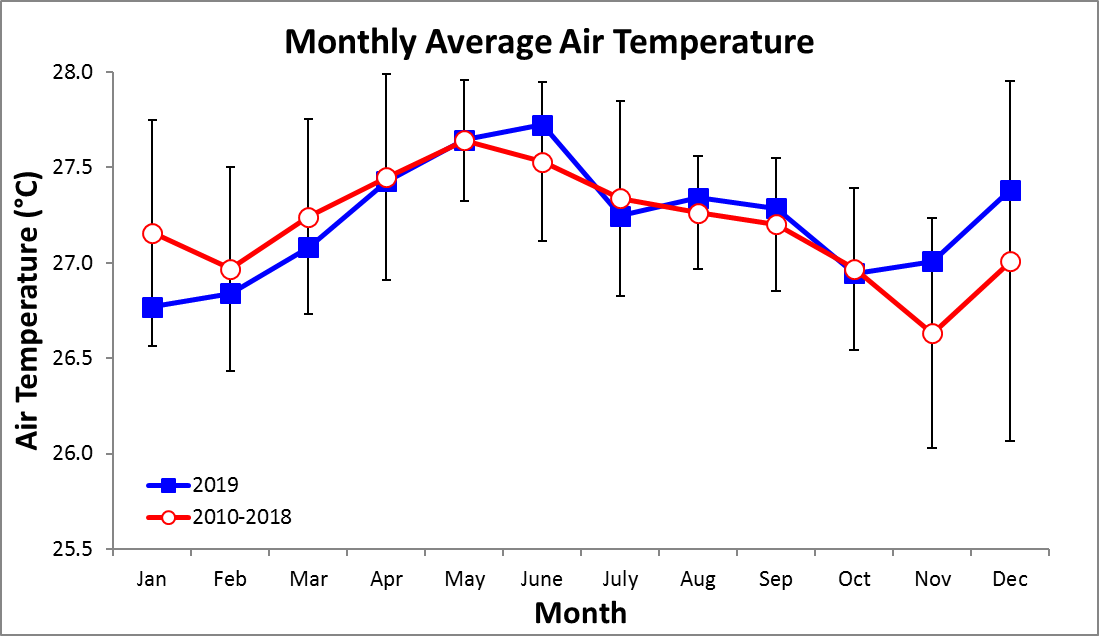 Monthly Average Air Temperature
28.0
27.5
27.0
26.5
26.0
25.5
Air Temperature (°C)
2019
2010-2018
Jan Feb Mar Apr May June July Aug Sep Oct Nov Dec
Month